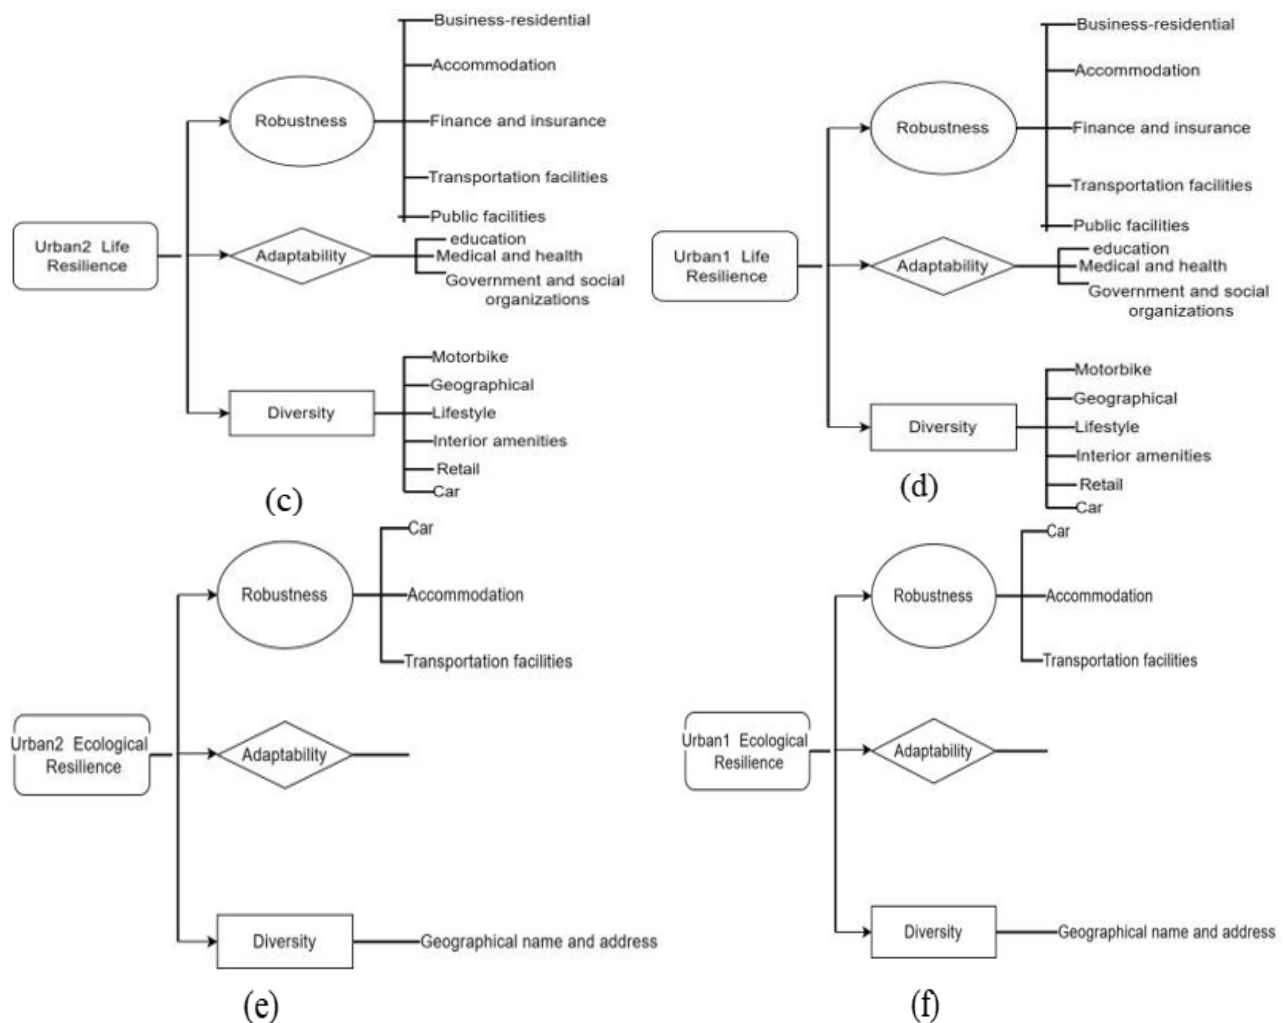 Business-residential
Accommodation
Robustness
Finance and insurance
Transportation facilities
Public facilities
Urban2 Life
Resilience
Adaptability
education
Medical and health
Government and social
organizations
Motorbike
Geographical
Diversity
Lifestyle
Interior amenities
Retail
Car
(c)
Business-residential
Accommodation
Robustness
Finance and insurance
Transportation facilities
Public facilities
Urban1 Life
Resilience
Adaptability
education
Medical and health
Government and social
organizations
Motorbike
Geographical
Diversity
Lifestyle
Interior amenities
Retail
Car
(d)
Car
Robustness
Accommodation
Transportation facilities
Urban2 Ecological
Resilience
Adaptability
Diversity
Geographical name and address
(e)
Car
Robustness
Accommodation
Transportation facilities
Urban1 Ecological
Resilience
Adaptability
Diversity
Geographical name and address
(f)